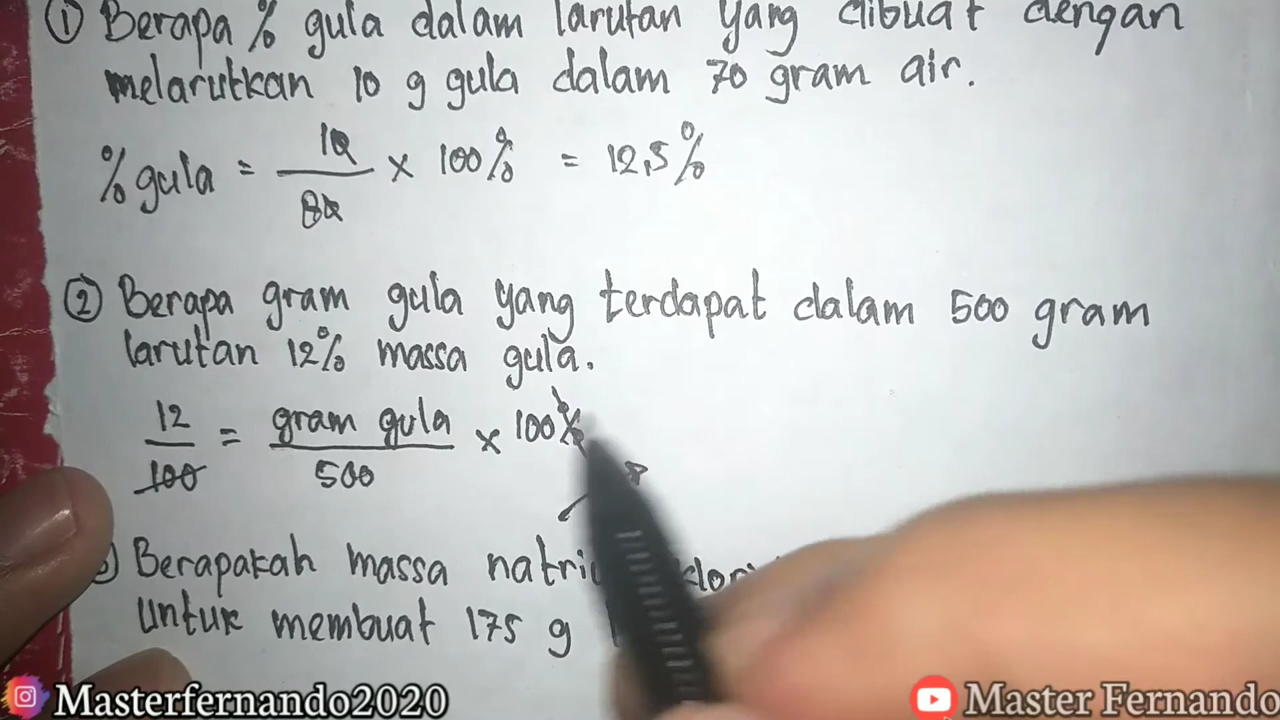 ① Berapa % gula dalam larutan yang dibuat dengan
melarutkan 10 g gula dalam 70 gram air.
% gula = 10/80 × 100% = 12,5%
② Berapa gram gula yang terdapat dalam 500 gram
larutan 12% massa gula.
12/100 = gram gula/500 × 100%
Berapakah massa
untuk membuat 175 g
Masterfernando2020
Master Fernando